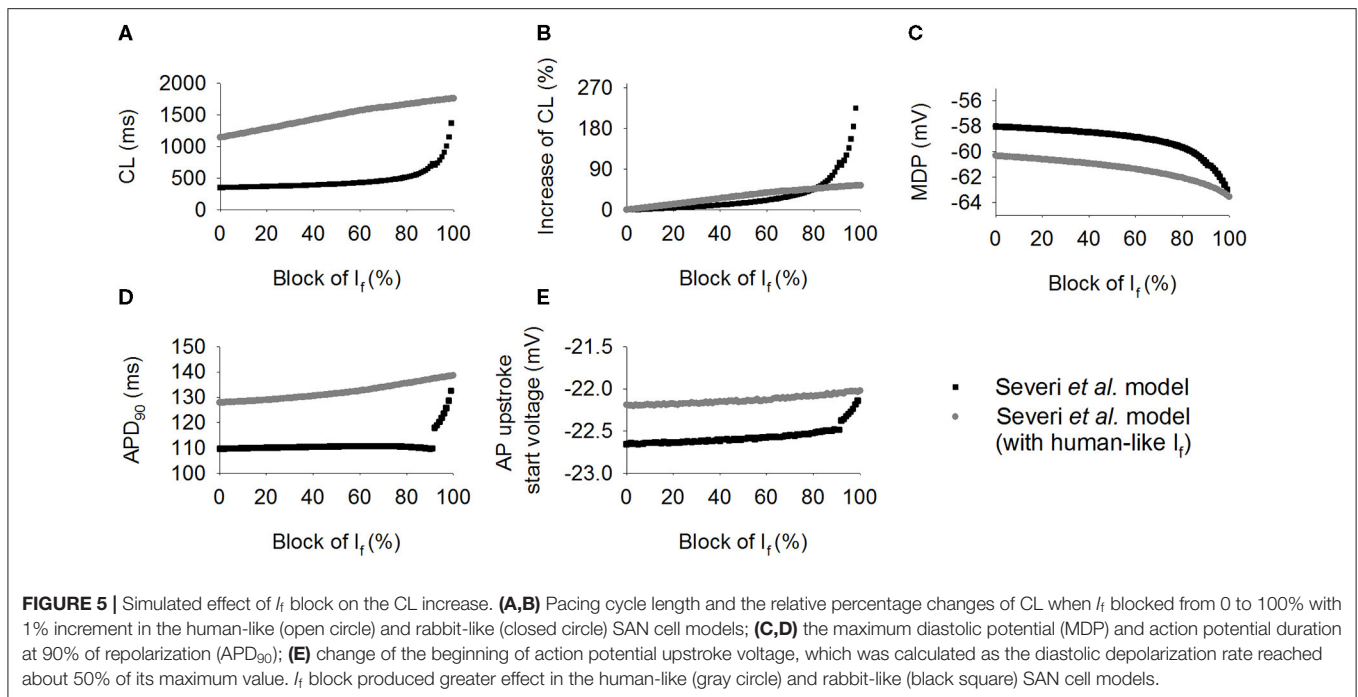 A
CL (ms)
2000
1500
1000
500
0
0 20 40 60 80 100
Block of If (%)
B
Increase of CL (%)
270
180
90
0
0 20 40 60 80 100
Block of If (%)
C
MDP (mV)
-56
-58
-60
-62
-64
0 20 40 60 80 100
Block of If (%)
D
APD90 (ms)
150
140
130
120
110
100
0 20 40 60 80 100
Block of If (%)
E
AP upstroke
start voltage (mV)
-21.5
-22.0
-22.5
-23.0
0 20 40 60 80 100
Block of If (%)
Severi et al. model
Severi et al. model
(with human-like If)
FIGURE 5 | Simulated effect of If block on the CL increase. (A,B) Pacing cycle length and the relative percentage changes of CL when If blocked from 0 to 100% with
1% increment in the human-like (open circle) and rabbit-like (closed circle) SAN cell models; (C,D) the maximum diastolic potential (MDP) and action potential duration
at 90% of repolarization (APD90); (E) change of the beginning of action potential upstroke voltage, which was calculated as the diastolic depolarization rate reached
about 50% of its maximum value. If block produced greater effect in the human-like (gray circle) and rabbit-like (black square) SAN cell models.